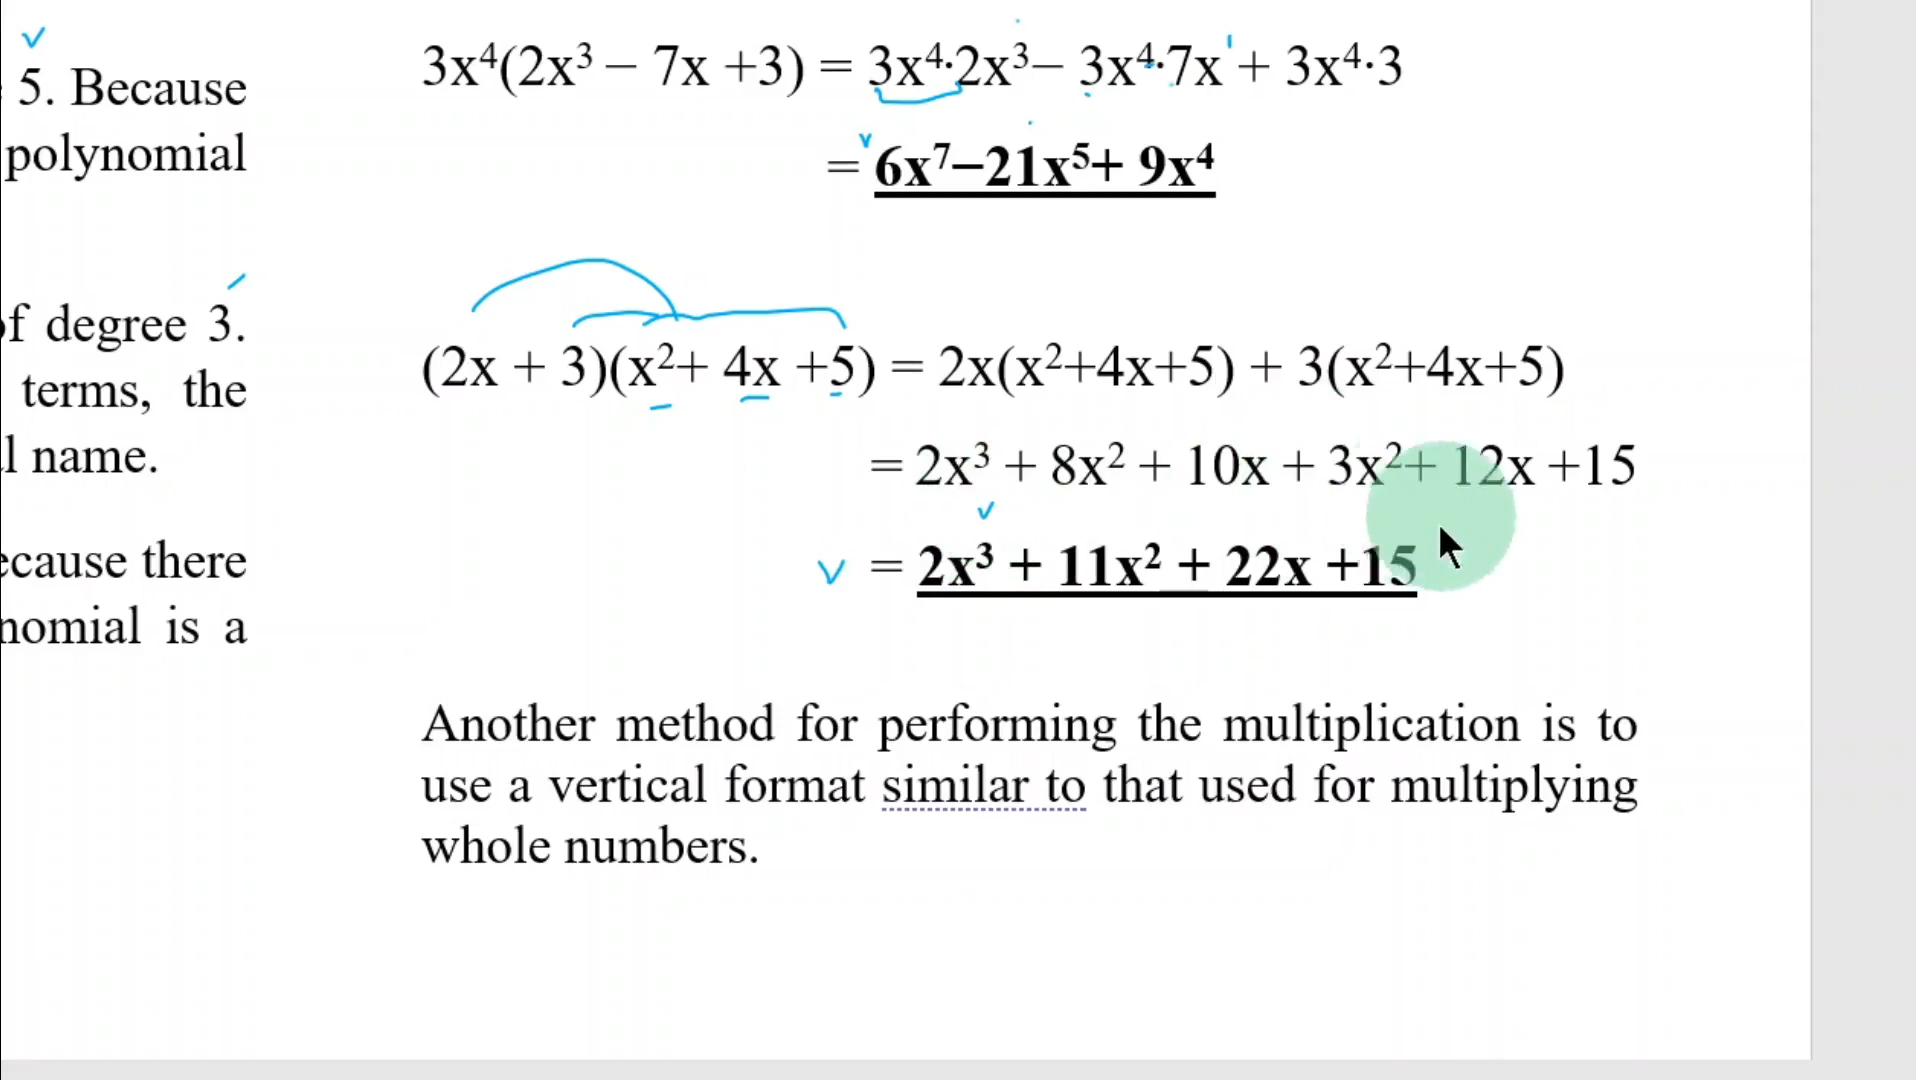 5. Because
polynomial
of degree 3.
terms, the
l name.
ecause there
nomial is a
3x⁴(2x³ – 7x +3) = 3x⁴·2x³– 3x⁴·7x + 3x⁴·3
= 6x⁷–21x⁵+ 9x⁴
(2x + 3)(x²+ 4x +5) = 2x(x²+4x+5) + 3(x²+4x+5)
= 2x³ + 8x² + 10x + 3x²+ 12x +15
= 2x³ + 11x² + 22x +15
Another method for performing the multiplication is to
use a vertical format similar to that used for multiplying
whole numbers.